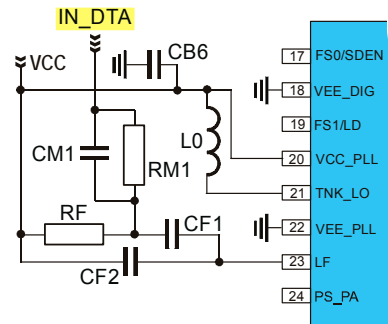 IN_DTA
VCC
CB6
17 FS0/SDEN
18 VEE_DIG
19 FS1/LD
L0
CM1
RM1
20 VCC_PLL
21 TNK_LO
RF
CF1
22 VEE_PLL
CF2
23 LF
24 PS_PA